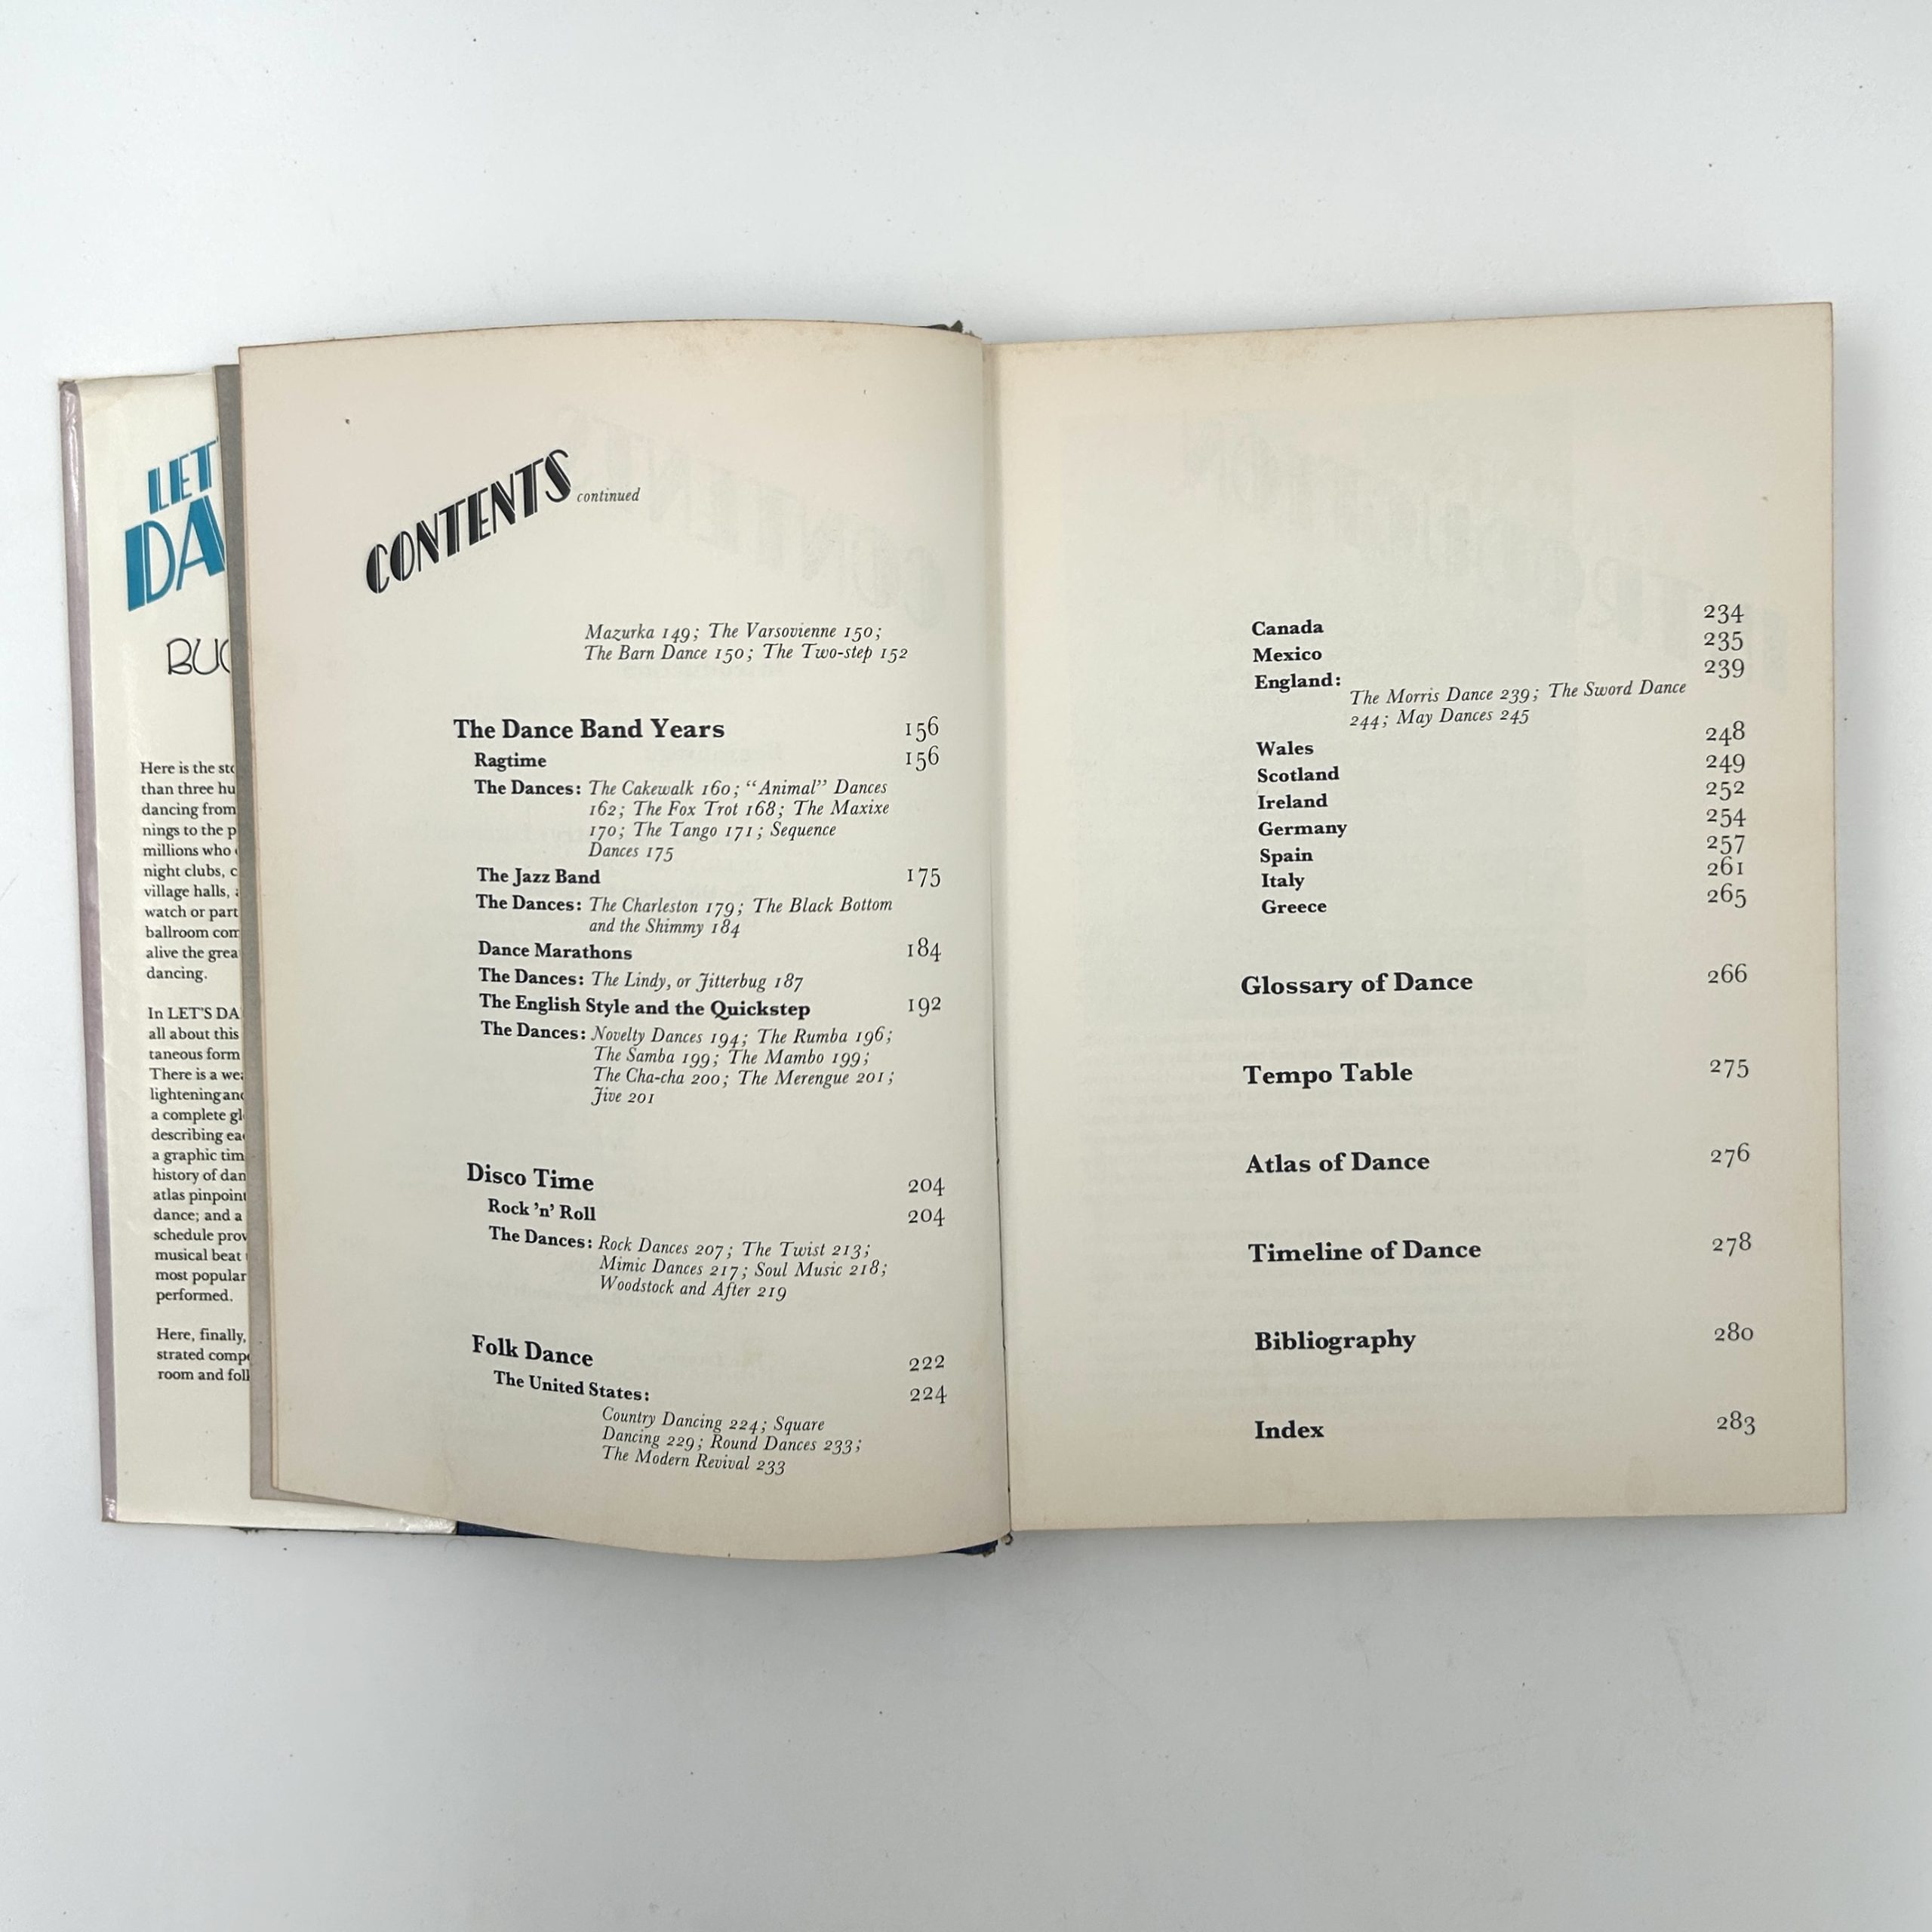 LET'
DA
BUC
Here is the sto
than three hu
dancing from
nings to the p
millions who
night clubs, c
village halls,
watch or part
ballroom com
alive the grea
dancing.
In LET'S DA
all about this
taneous form
There is a wea
lightening and
a complete gl
describing eac
a graphic tim
history of dan
atlas pinpoint
dance; and a
schedule prov
musical beat
most popular
performed.
Here, finally,
strated compe
room and folk
CONTENTS continued
Mazurka 149; The Varsovienne 150;
The Barn Dance 150; The Two-step 152
The Dance Band Years 156
Ragtime 156
The Dances: The Cakewalk 160; “Animal” Dances
162; The Fox Trot 168; The Maxixe
170; The Tango 171; Sequence
Dances 175
The Jazz Band 175
The Dances: The Charleston 179; The Black Bottom
and the Shimmy 184
Dance Marathons 184
The Dances: The Lindy, or Jitterbug 187
The English Style and the Quickstep 192
The Dances: Novelty Dances 194; The Rumba 196;
The Samba 199; The Mambo 199;
The Cha-cha 200; The Merengue 201;
Jive 201
Disco Time 204
Rock ’n’ Roll 204
The Dances: Rock Dances 207; The Twist 213;
Mimic Dances 217; Soul Music 218;
Woodstock and After 219
Folk Dance 222
The United States: 224
Country Dancing 224; Square
Dancing 229; Round Dances 233;
The Modern Revival 233
Canada 234
Mexico 235
England: 239
The Morris Dance 239; The Sword Dance
244; May Dances 245
Wales 248
Scotland 249
Ireland 252
Germany 254
Spain 257
Italy 261
Greece 265
Glossary of Dance 266
Tempo Table 275
Atlas of Dance 276
Timeline of Dance 278
Bibliography 280
Index 283